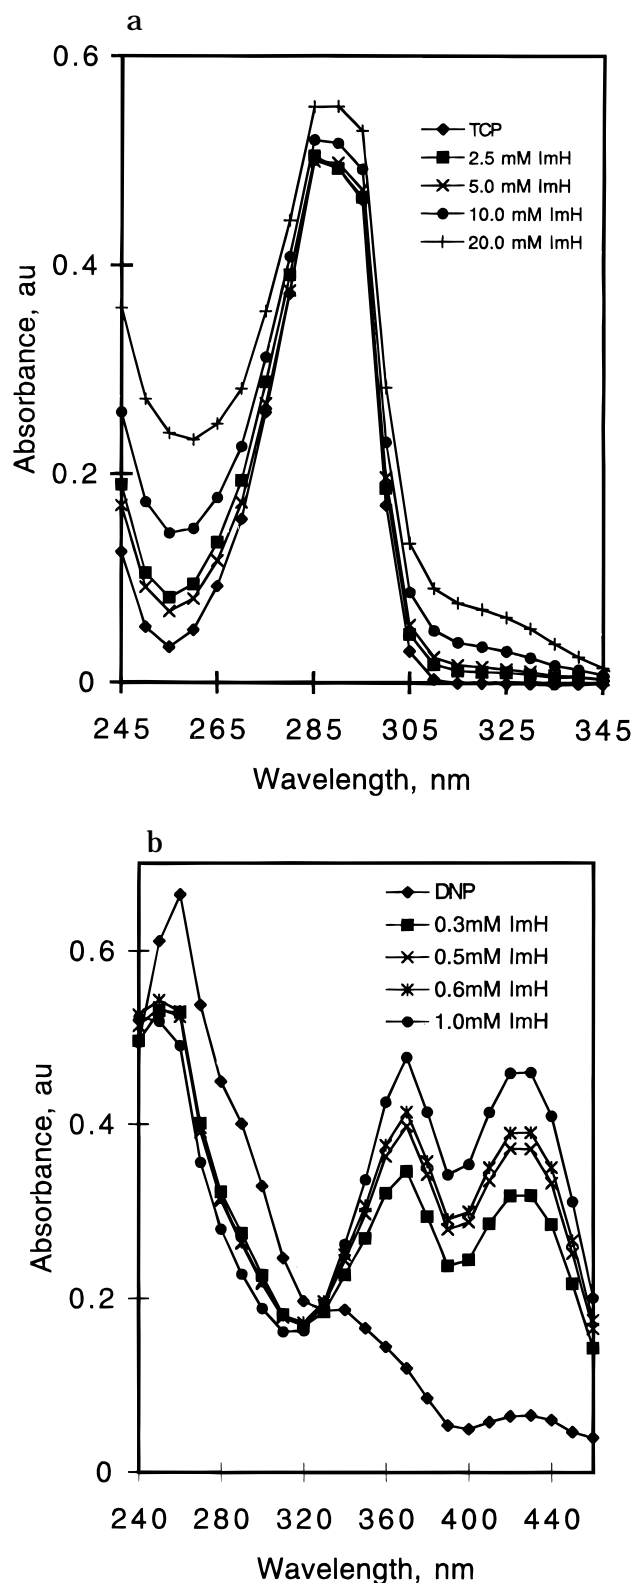 a
0.6
TCP
2.5 mM ImH
5.0 mM ImH
10.0 mM ImH
20.0 mM ImH
0.4
0.2
0
Absorbance, au
245 265 285 305 325 345
Wavelength, nm
b
DNP
0.3mM ImH
0.5mM ImH
0.6mM ImH
1.0mM ImH
0.6
0.4
0.2
0
Absorbance, au
240 280 320 360 400 440
Wavelength, nm